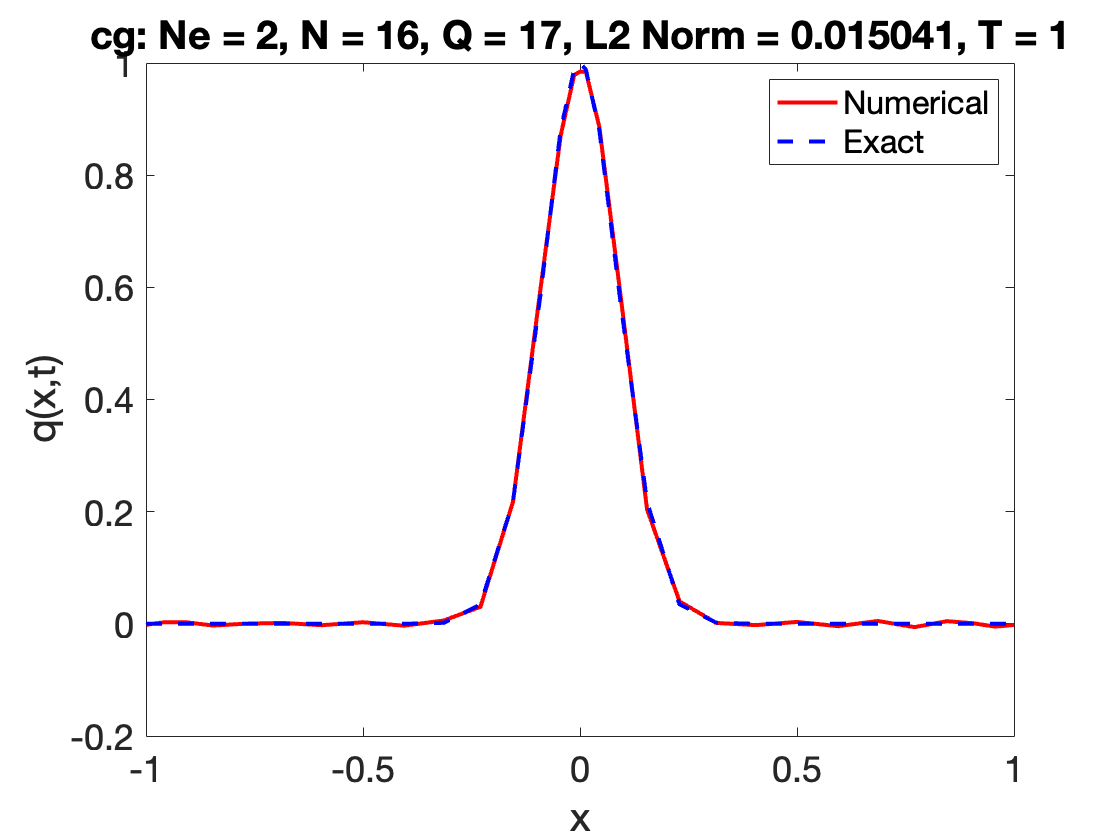 cg: Ne = 2, N = 16, Q = 17, L2 Norm = 0.015041, T = 1
Numerical
Exact
1
0.8
0.6
0.4
0.2
0
-0.2
q(x,t)
-1
-0.5
0
0.5
1
x